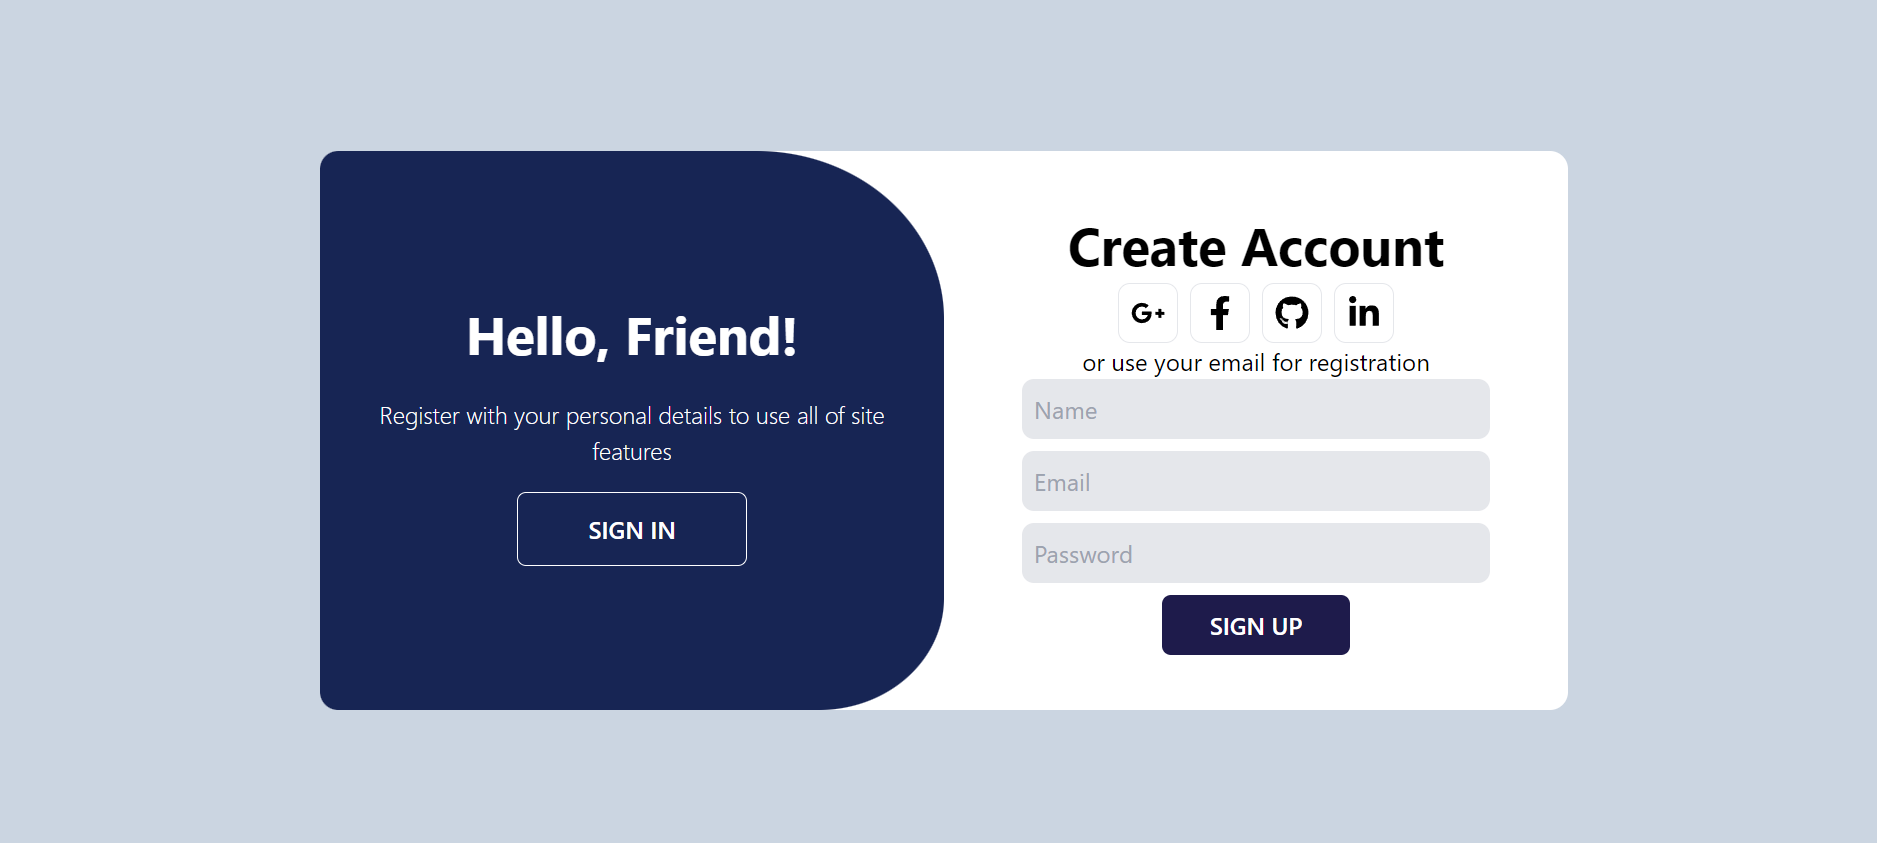 Hello, Friend!
Register with your personal details to use all of site
features
SIGN IN
Create Account
G+
f
in
or use your email for registration
Name
Email
Password
SIGN UP